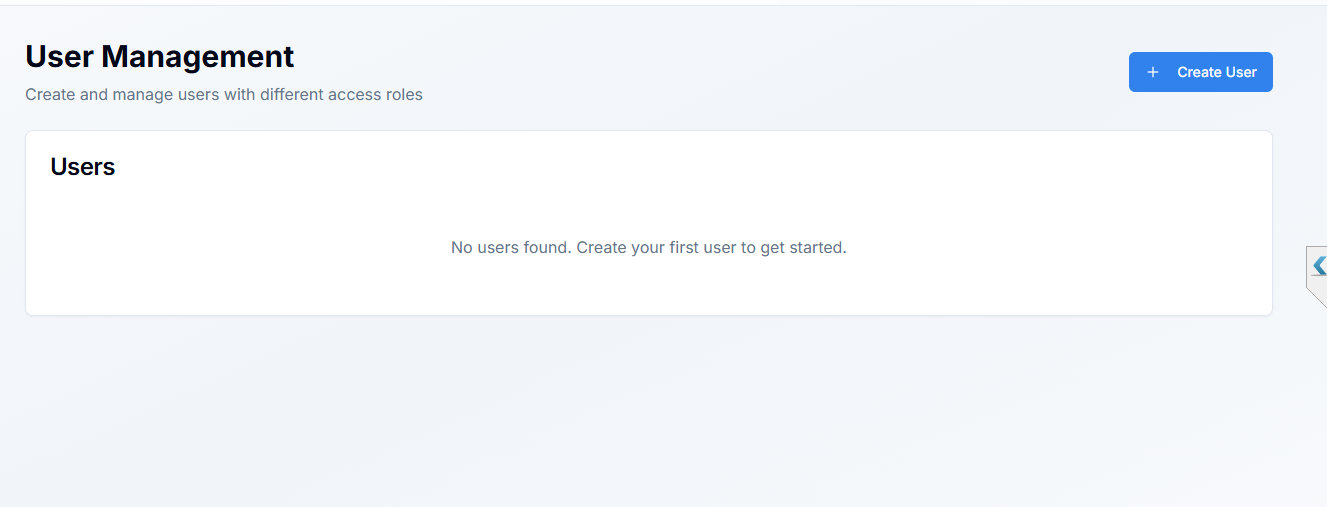 User Management
Create and manage users with different access roles
Create User
Users
No users found. Create your first user to get started.